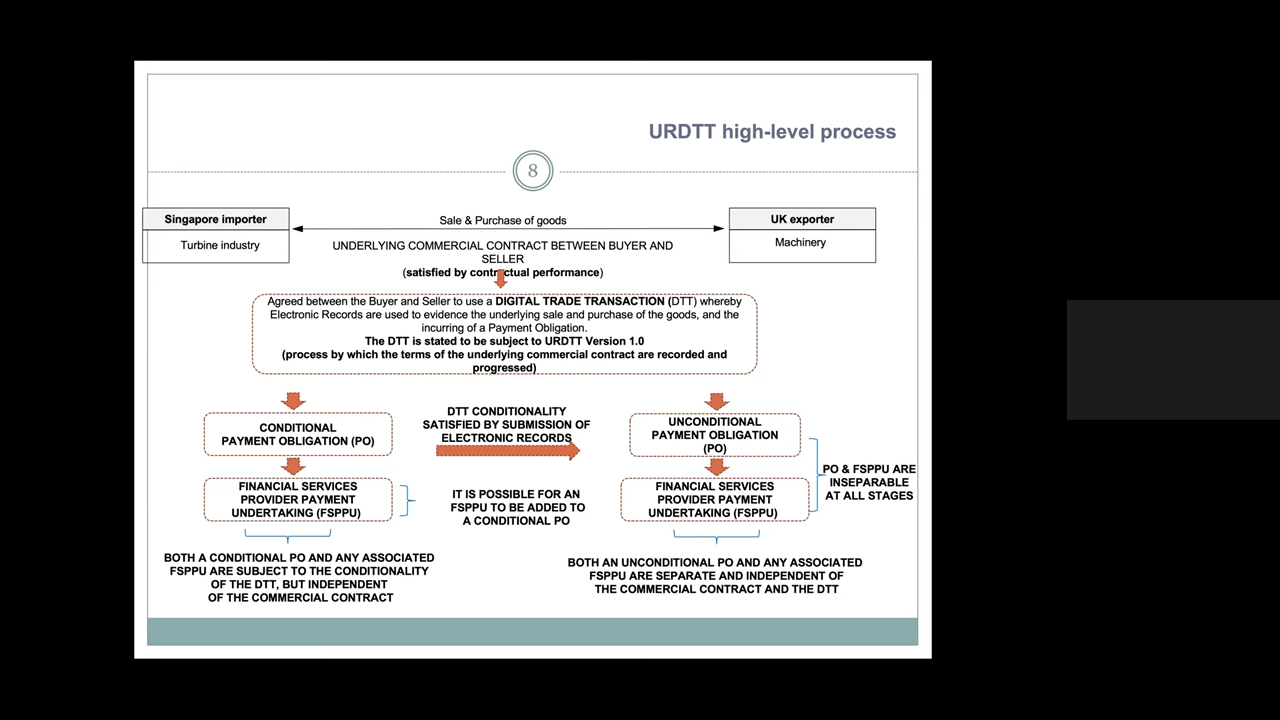 URDTT high-level process
8
Singapore importer
Turbine industry
Sale & Purchase of goods
UK exporter
Machinery
UNDERLYING COMMERCIAL CONTRACT BETWEEN BUYER AND
SELLER
(satisfied by contractual performance)
Agreed between the Buyer and Seller to use a DIGITAL TRADE TRANSACTION (DTT) whereby
Electronic Records are used to evidence the underlying sale and purchase of the goods, and the
incurring of a Payment Obligation.
The DTT is stated to be subject to URDTT Version 1.0
(process by which the terms of the underlying commercial contract are recorded and
progressed)
CONDITIONAL
PAYMENT OBLIGATION (PO)
DTT CONDITIONALITY
SATISFIED BY SUBMISSION OF
ELECTRONIC RECORDS
UNCONDITIONAL
PAYMENT OBLIGATION
(PO)
FINANCIAL SERVICES
PROVIDER PAYMENT
UNDERTAKING (FSPPU)
IT IS POSSIBLE FOR AN
FSPPU TO BE ADDED TO
A CONDITIONAL PO
FINANCIAL SERVICES
PROVIDER PAYMENT
UNDERTAKING (FSPPU)
PO & FSPPU ARE
INSEPARABLE
AT ALL STAGES
BOTH A CONDITIONAL PO AND ANY ASSOCIATED
FSPPU ARE SUBJECT TO THE CONDITIONALITY
OF THE DTT, BUT INDEPENDENT
OF THE COMMERCIAL CONTRACT
BOTH AN UNCONDITIONAL PO AND ANY ASSOCIATED
FSPPU ARE SEPARATE AND INDEPENDENT OF
THE COMMERCIAL CONTRACT AND THE DTT